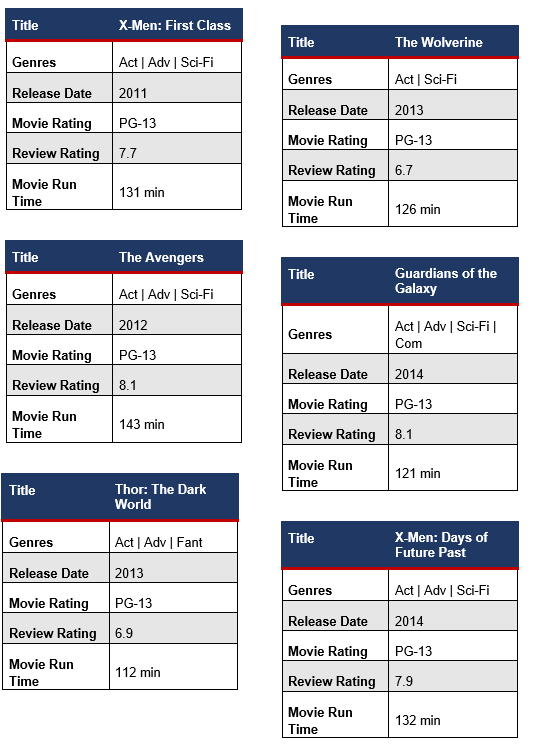 Title X-Men: First Class
Genres Act | Adv | Sci-Fi
Release Date 2011
Movie Rating PG-13
Review Rating 7.7
Movie Run
Time 131 min
The Avengers
Title The Avengers
Genres Act | Adv | Sci-Fi
Release Date 2012
Movie Rating PG-13
Review Rating 8.1
Movie Run
Time 143 min
Title Thor: The Dark
World
Genres Act | Adv | Fant
Release Date 2013
Movie Rating PG-13
Review Rating 6.9
Movie Run
Time 112 min
Title The Wolverine
Genres Act | Sci-Fi
Release Date 2013
Movie Rating PG-13
Review Rating 6.7
Movie Run
Time 126 min
Title Guardians of the
Galaxy
Genres Act | Adv | Sci-Fi |
Com
Release Date 2014
Movie Rating PG-13
Review Rating 8.1
Movie Run
Time 121 min
Title X-Men: Days of
Future Past
Genres Act | Adv | Sci-Fi
Release Date 2014
Movie Rating PG-13
Review Rating 7.9
Movie Run
Time 132 min